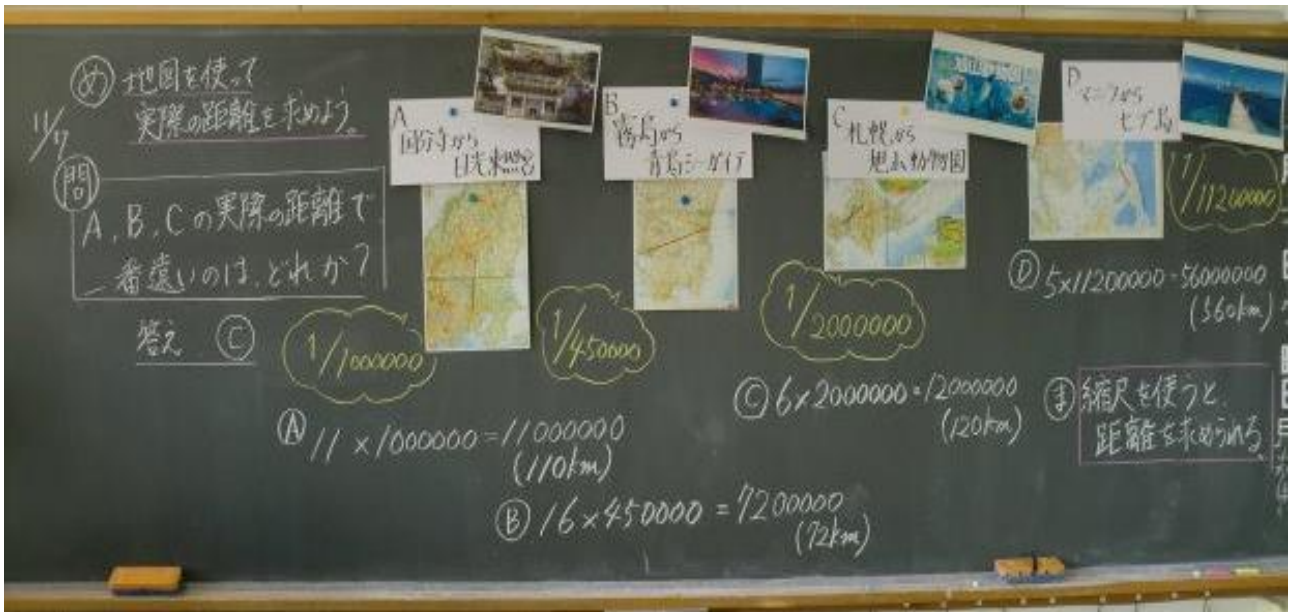 11/17
め 地図を使って
実際の距離を求めよう。
問
A、B、Cの実際の距離で
一番遠いのは、どれか?
答え C
A
国分寺から
日光東照宮
B
霧島から
青島シーガイア
C
札幌から
旭山動物園
D
マニラから
セブ島
1/1000000
1/450000
1/2000000
1/11200000
A 11×1000000=11000000
(110km)
B 16×450000=7200000
(72km)
C 6×2000000=12000000
(120km)
D 5×11200000=56000000
(560km)
ま 縮尺を使うと、
距離を求められる。